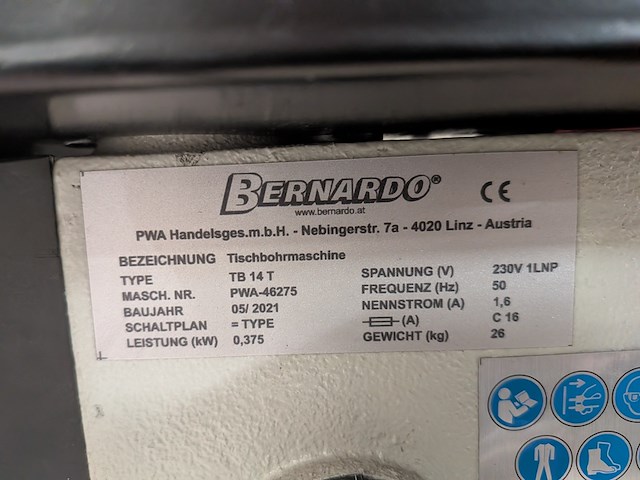 BERNARDO®
CE
www.bernardo.at
PWA Handelsges.m.b.H. - Nebingerstr. 7a - 4020 Linz - Austria
BEZEICHNUNG Tischbohrmaschine
TYPE TB 14 T
MASCH. NR. PWA-46275
BAUJAHR 05/ 2021
SCHALTPLAN = TYPE
LEISTUNG (kW) 0,375
SPANNUNG (V) 230V 1LNP
FREQUENZ (Hz) 50
NENNSTROM (A) 1,6
(A) C 16
GEWICHT (kg) 26